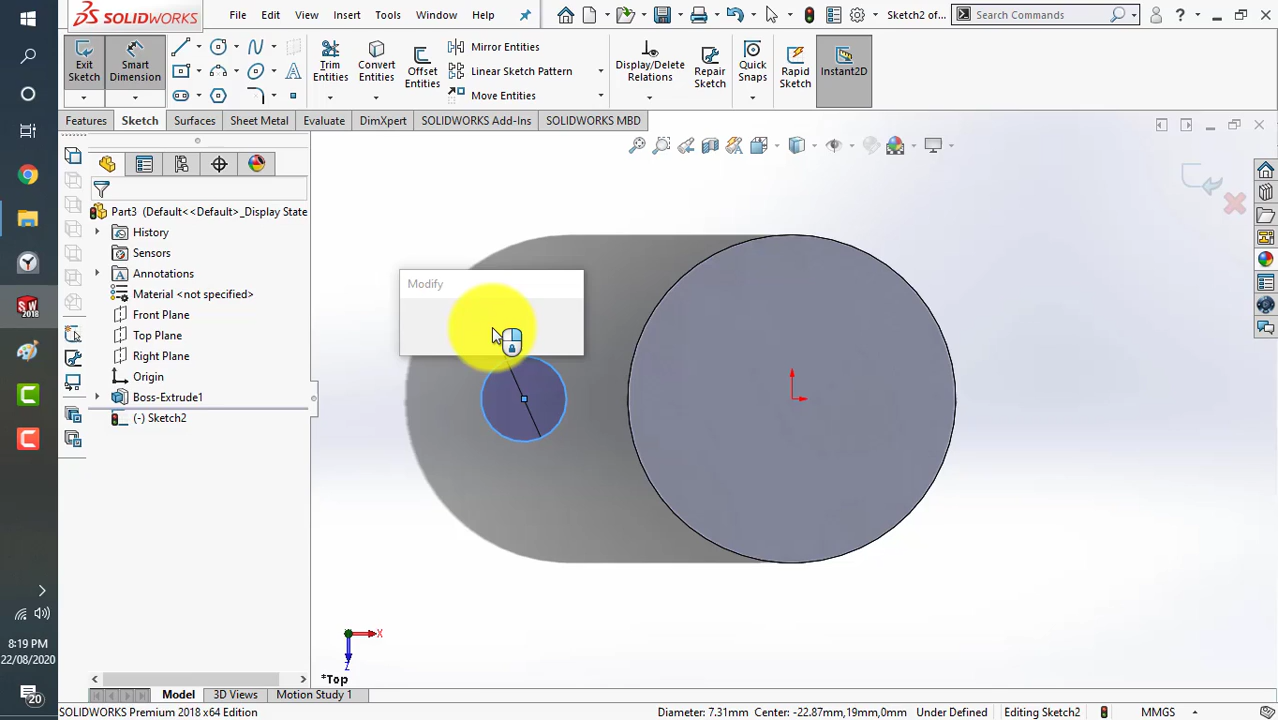 SOLIDWORKS
File
Edit
View
Insert
Tools
Window
Help
Sketch2 of...
Search Commands
Exit Sketch
Smart Dimension
Trim Entities
Convert Entities
Offset Entities
Mirror Entities
Linear Sketch Pattern
Move Entities
Display/Delete Relations
Repair Sketch
Quick Snaps
Rapid Sketch
Instant2D
Features
Sketch
Surfaces
Sheet Metal
Evaluate
DimXpert
SOLIDWORKS Add-Ins
SOLIDWORKS MBD
Part3 (Default<<Default>_Display State
History
Sensors
Annotations
Material <not specified>
Front Plane
Top Plane
Right Plane
Origin
Boss-Extrude1
(-) Sketch2
Modify
X
Z
*Top
8:19 PM
22/08/2020
20
Model
3D Views
Motion Study 1
SOLIDWORKS Premium 2018 x64 Edition
Diameter: 7.31mm Center: -22.87mm,19mm,0mm
Under Defined
Editing Sketch2
MMGS